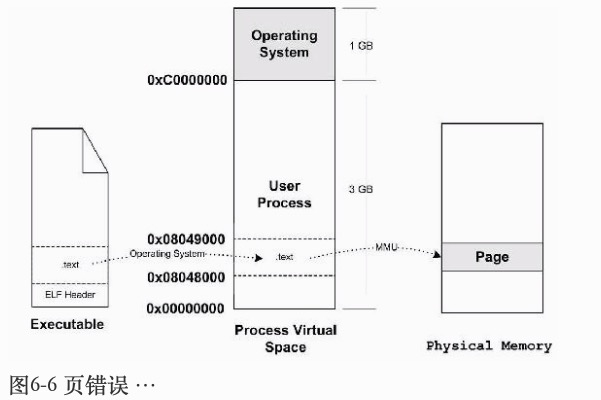 Operating
System
1 GB
0xC0000000
User
Process
3 GB
0x08049000
.text
Operating System
.text
MMU
Page
0x08048000
ELF Header
0x00000000
Executable
Process Virtual
Space
Physical Memory
图6-6 页错误 …